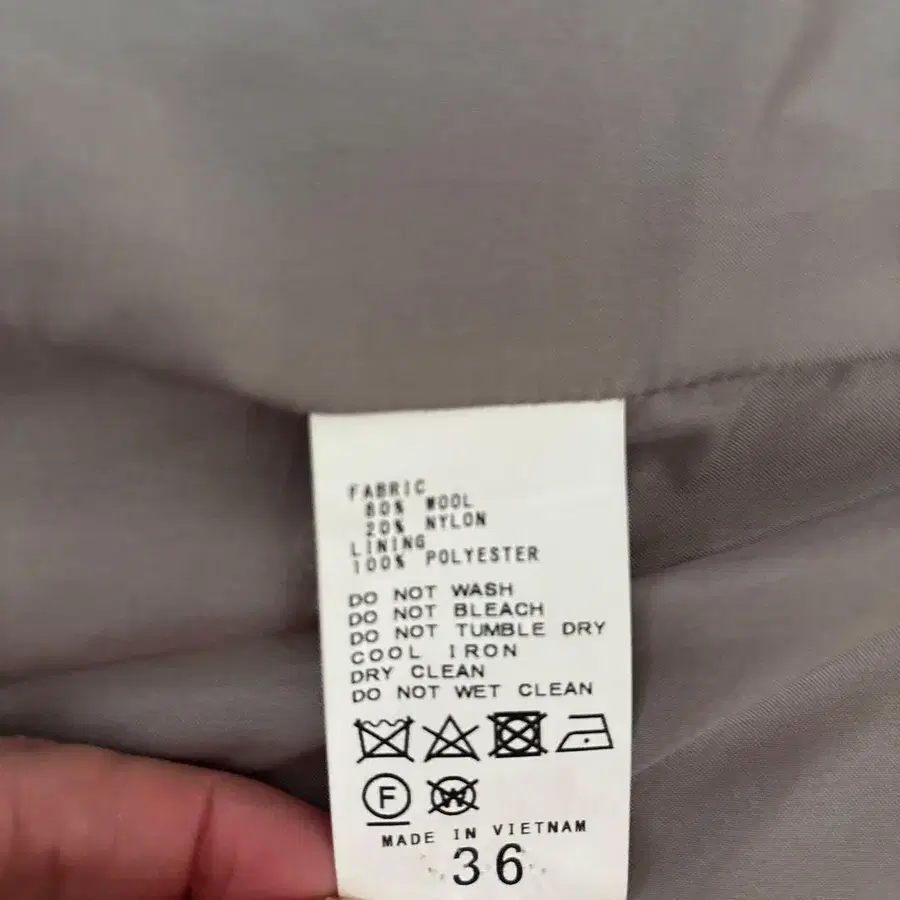 FABRIC
80% WOOL
20% NYLON
LINING
100% POLYESTER
DO NOT WASH
DO NOT BLEACH
DO NOT TUMBLE DRY
COOL IRON
DRY CLEAN
DO NOT WET CLEAN
F W
MADE IN VIETNAM
36